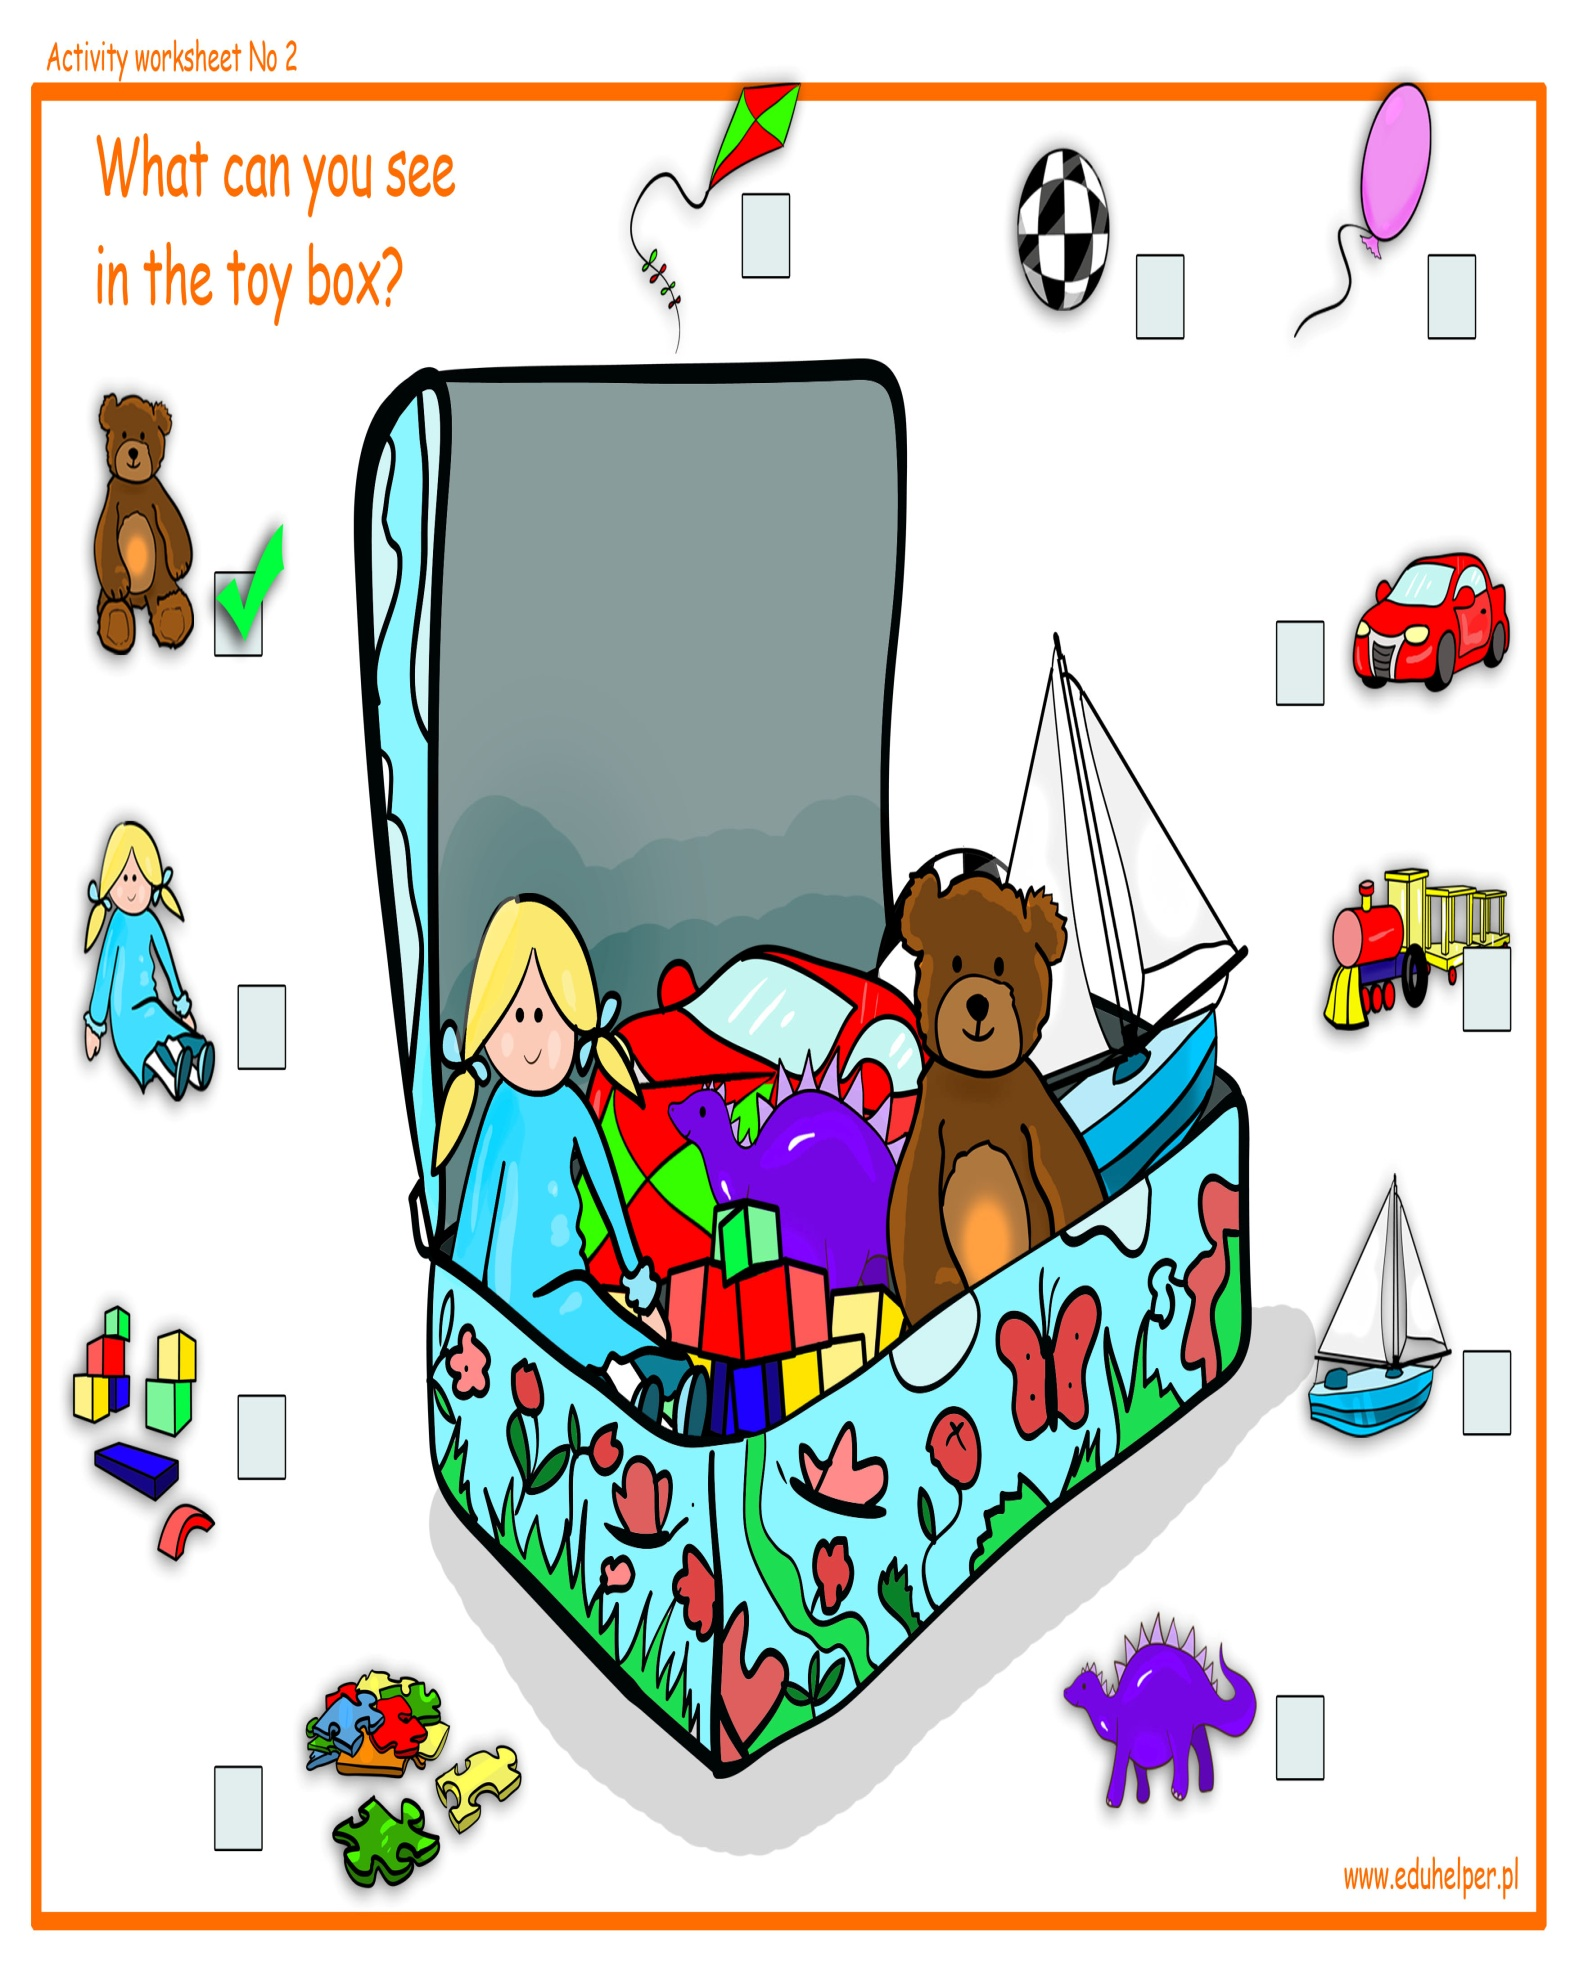 Activity worksheet No 2
What can you see
in the toy box?
www.eduhelper.pl